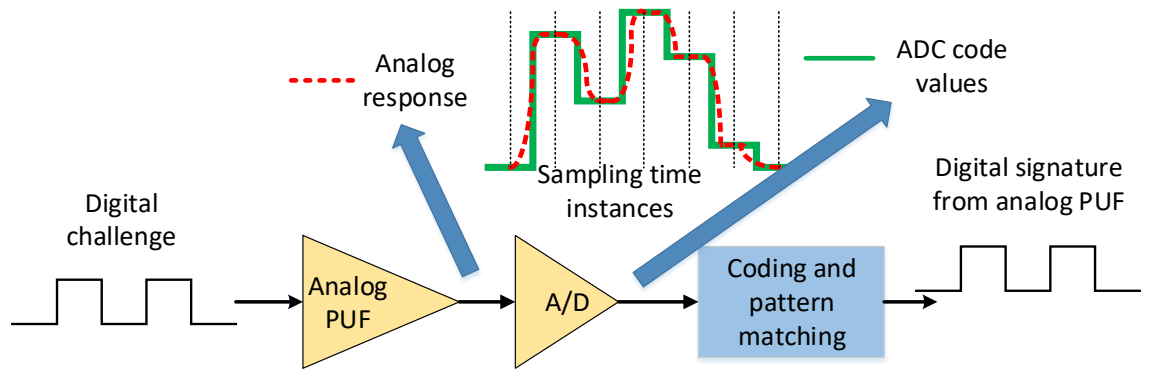 Analog
response
ADC code
values
Sampling time
instances
Digital
challenge
Digital signature
from analog PUF
Analog
PUF
A/D
Coding and
pattern
matching